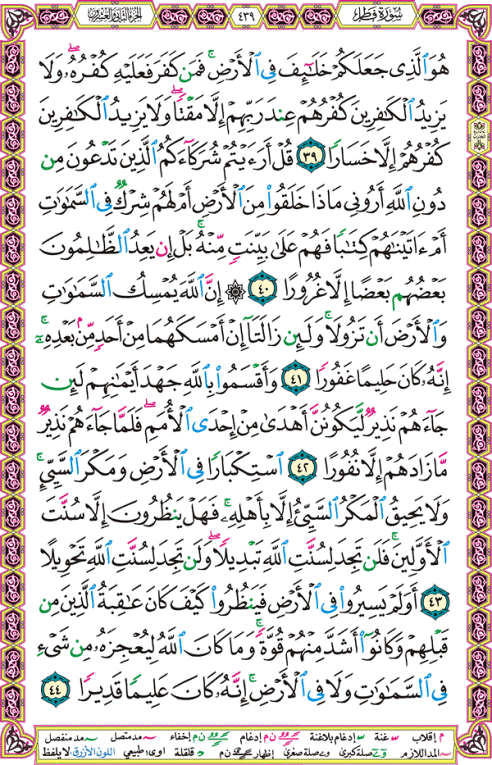 سُورَةُ فَاطِرٍ
٤٣٩
الجزء الثاني والعشرون
هُوَ ٱلَّذِى جَعَلَكُمْ خَلَـٰٓئِفَ فِى ٱلْأَرْضِ ۚ فَمَن كَفَرَ فَعَلَيْهِ كُفْرُهُۥ ۖ وَلَا
يَزِيدُ ٱلْكَـٰفِرِينَ كُفْرُهُمْ عِندَ رَبِّهِمْ إِلَّا مَقْتًا ۖ وَلَا يَزِيدُ ٱلْكَـٰفِرِينَ
كُفْرُهُمْ إِلَّا خَسَارًا ٣٩ قُلْ أَرَءَيْتُمْ شُرَكَآءَكُمُ ٱلَّذِينَ تَدْعُونَ مِن
دُونِ ٱللَّهِ أَرُونِى مَاذَا خَلَقُوا۟ مِنَ ٱلْأَرْضِ أَمْ لَهُمْ شِرْكٌ فِى ٱلسَّمَـٰوَٰتِ
أَمْ ءَاتَيْنَـٰهُمْ كِتَـٰبًا فَهُمْ عَلَىٰ بَيِّنَتٍ مِّنْهُ ۚ بَلْ إِن يَعِدُ ٱلظَّـٰلِمُونَ
بَعْضُهُم بَعْضًا إِلَّا غُرُورًا ٤٠ ۞ إِنَّ ٱللَّهَ يُمْسِكُ ٱلسَّمَـٰوَٰتِ
وَٱلْأَرْضَ أَن تَزُولَا ۚ وَلَئِن زَالَتَآ إِنْ أَمْسَكَهُمَا مِنْ أَحَدٍ مِّنۢ بَعْدِهِۦٓ ۚ
إِنَّهُۥ كَانَ حَلِيمًا غَفُورًا ٤١ وَأَقْسَمُوا۟ بِٱللَّهِ جَهْدَ أَيْمَـٰنِهِمْ لَئِن
جَآءَهُمْ نَذِيرٌ لَّيَكُونُنَّ أَهْدَىٰ مِنْ إِحْدَى ٱلْأُمَمِ ۖ فَلَمَّا جَآءَهُمْ نَذِيرٌ
مَّا زَادَهُمْ إِلَّا نُفُورًا ٤٢ ٱسْتِكْبَارًا فِى ٱلْأَرْضِ وَمَكْرَ ٱلسَّيِّئِ ۚ
وَلَا يَحِيقُ ٱلْمَكْرُ ٱلسَّيِّئُ إِلَّا بِأَهْلِهِۦ ۚ فَهَلْ يَنظُرُونَ إِلَّا سُنَّتَ
ٱلْأَوَّلِينَ ۚ فَلَن تَجِدَ لِسُنَّتِ ٱللَّهِ تَبْدِيلًا ۖ وَلَن تَجِدَ لِسُنَّتِ ٱللَّهِ تَحْوِيلًا
٤٣ أَوَلَمْ يَسِيرُوا۟ فِى ٱلْأَرْضِ فَيَنظُرُوا۟ كَيْفَ كَانَ عَـٰقِبَةُ ٱلَّذِينَ مِن
قَبْلِهِمْ وَكَانُوٓا۟ أَشَدَّ مِنْهُمْ قُوَّةً ۚ وَمَا كَانَ ٱللَّهُ لِيُعْجِزَهُۥ مِن شَىْءٍ
فِى ٱلسَّمَـٰوَٰتِ وَلَا فِى ٱلْأَرْضِ ۚ إِنَّهُۥ كَانَ عَلِيمًا قَدِيرًا ٤٤
م إقلاب س غنة س إدغام بلاغنة ن م إدغام ن م إخفاء ~ مد متصل ~ مد منفصل
~ المد اللازم صلة كبرى صلة صغرى إظهار ن م د قلقلة اوى: طبيعي اللون الأزرق: لا يلفظ